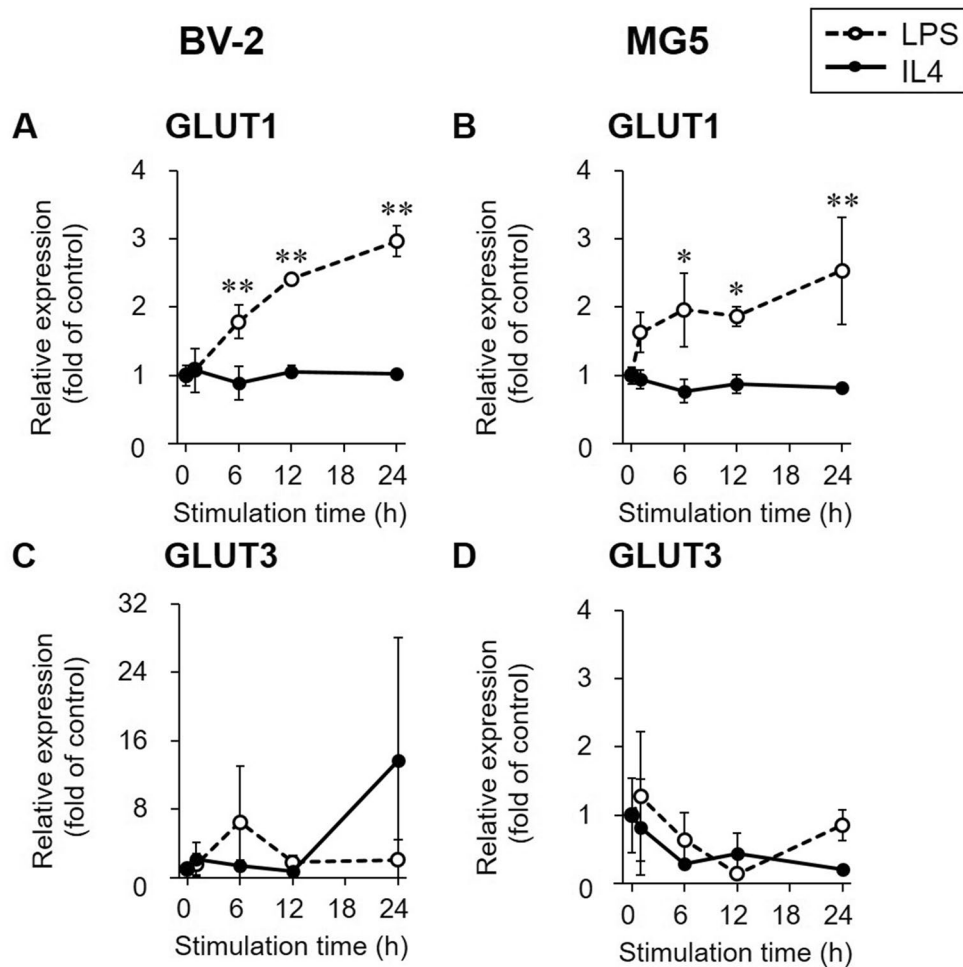 BV-2
MG5
LPS
IL4
A
GLUT1
Relative expression
(fold of control)
4
3
2
1
0
**
**
**
0
6
12
18
24
Stimulation time (h)
B
GLUT1
Relative expression
(fold of control)
4
3
2
1
0
*
*
**
0
6
12
18
24
Stimulation time (h)
C
GLUT3
Relative expression
(fold of control)
32
24
16
8
0
0
6
12
18
24
Stimulation time (h)
D
GLUT3
Relative expression
(fold of control)
4
3
2
1
0
0
6
12
18
24
Stimulation time (h)